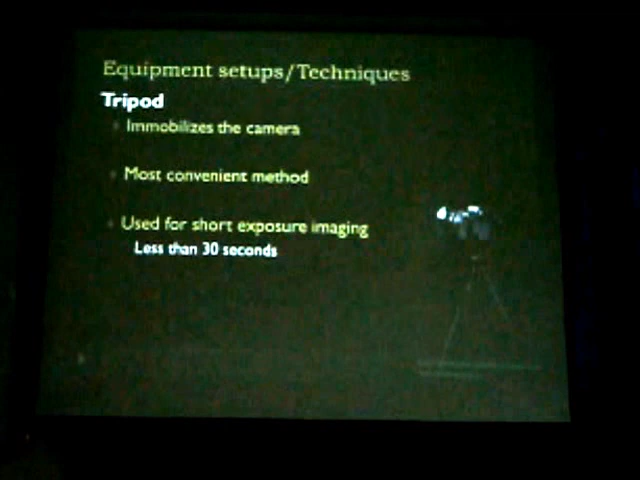 Equipment setups/Techniques
Tripod
Immobilizes the camera
Most convenient method
Used for short exposure imaging
Less than 30 seconds